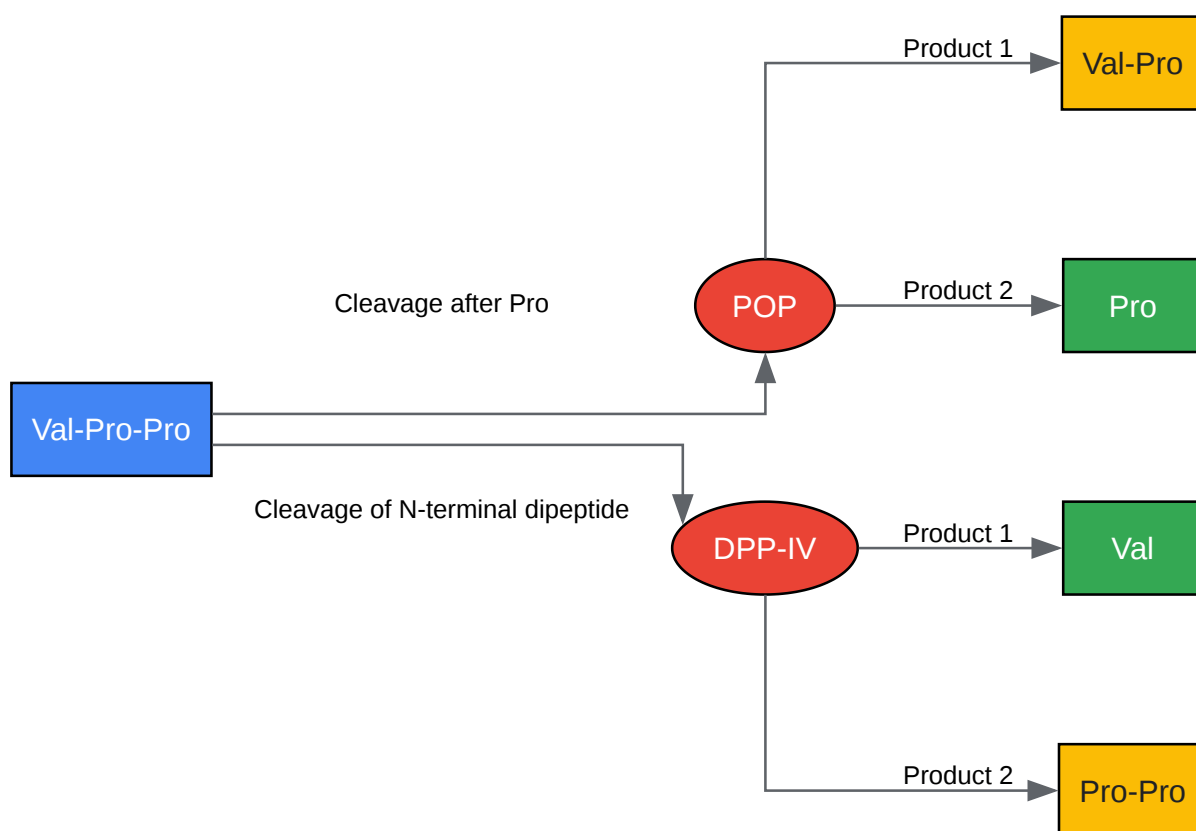 Product 1
Val-Pro
Cleavage after Pro
POP
Product 2
Pro
Val-Pro-Pro
Cleavage of N-terminal dipeptide
DPP-IV
Product 1
Val
Product 2
Pro-Pro